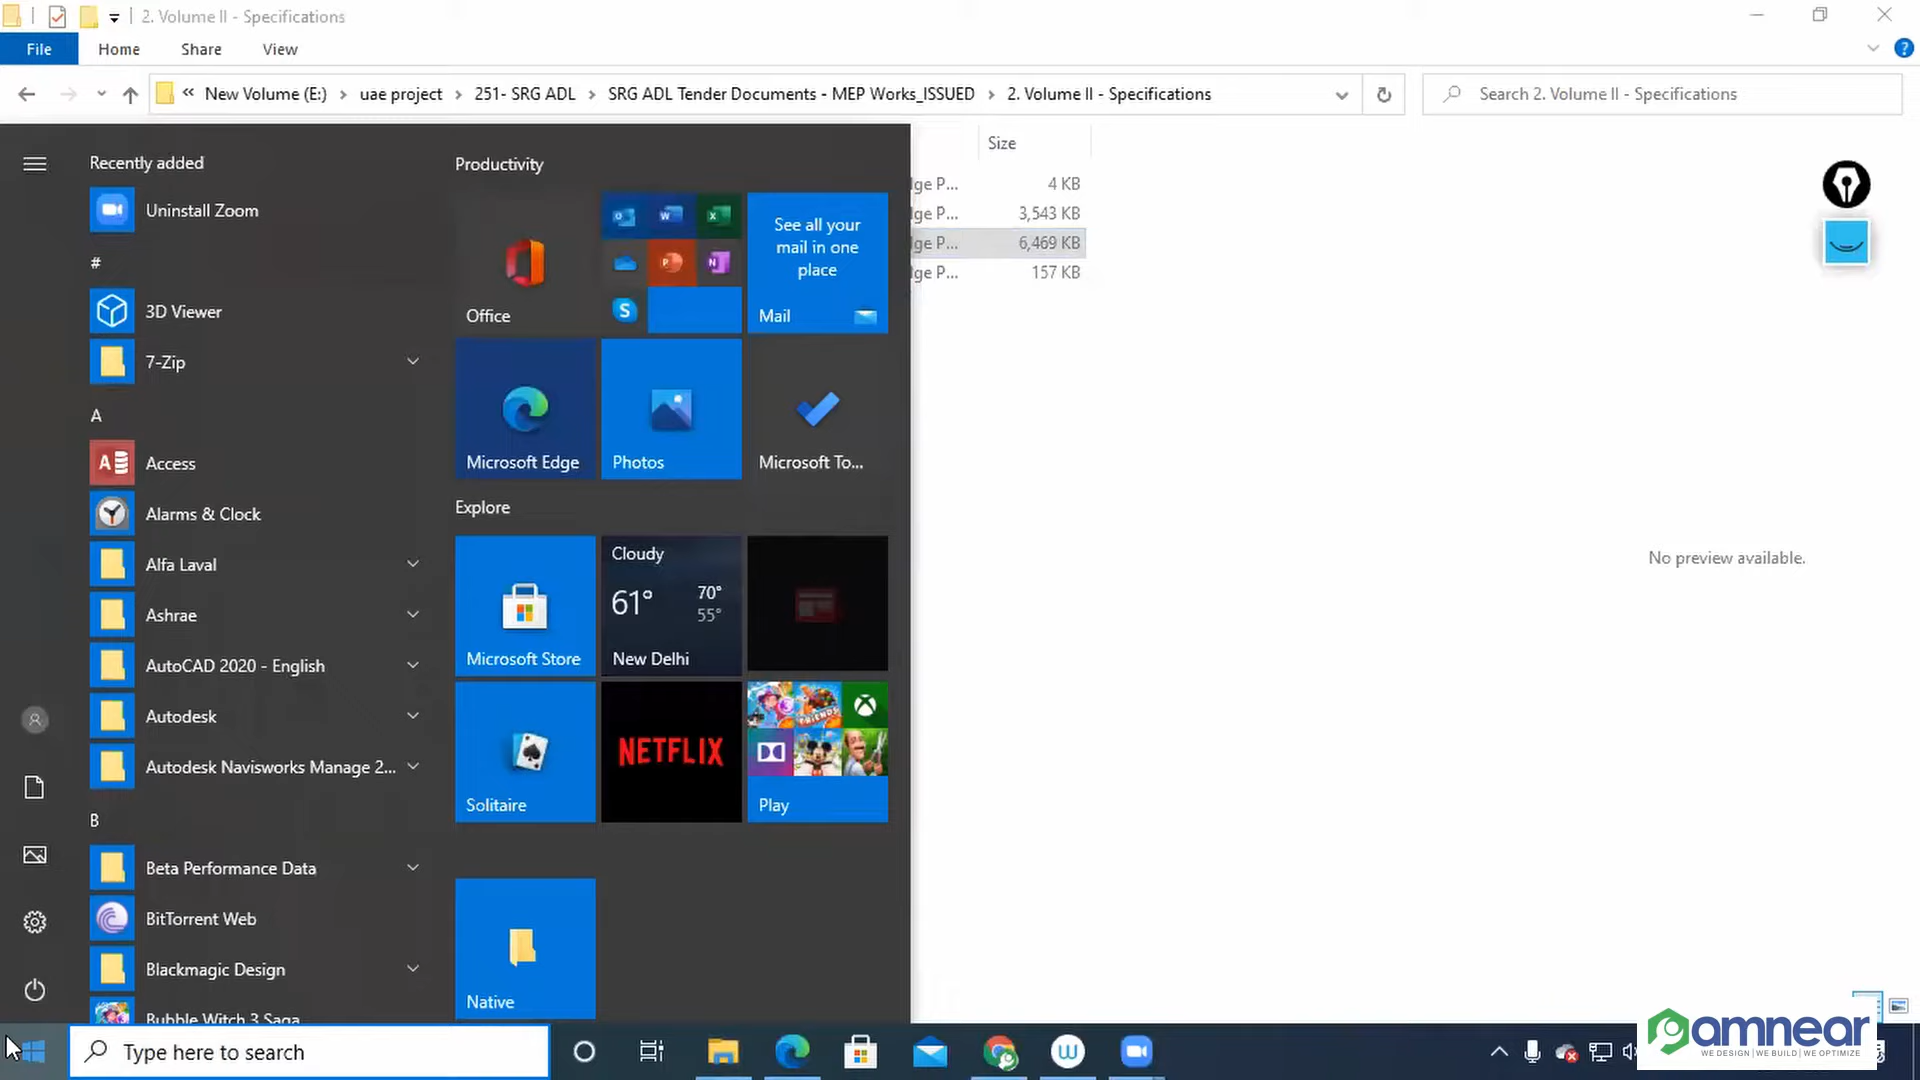 2. Volume II - Specifications
File Home Share View
« New Volume (E:) › uae project › 251- SRG ADL › SRG ADL Tender Documents - MEP Works_ISSUED › 2. Volume II - Specifications
Search 2. Volume II - Specifications
Size
lge P... 4 KB
lge P... 3,543 KB
lge P... 6,469 KB
lge P... 157 KB
No preview available.
Recently added
Uninstall Zoom
#
3D Viewer
7-Zip
A
Access
Alarms & Clock
Alfa Laval
Ashrae
AutoCAD 2020 - English
Autodesk
Autodesk Navisworks Manage 2...
B
Beta Performance Data
BitTorrent Web
Blackmagic Design
Bubble Witch 3 Saga
Productivity
Office
See all your
mail in one
place
Mail
Microsoft Edge
Photos
Microsoft To...
Explore
Microsoft Store
Cloudy
61° 70°
55°
New Delhi
Solitaire
NETFLIX
FRIENDS
Play
Native
Type here to search
amnear
WE DESIGN | WE BUILD | WE OPTIMIZE